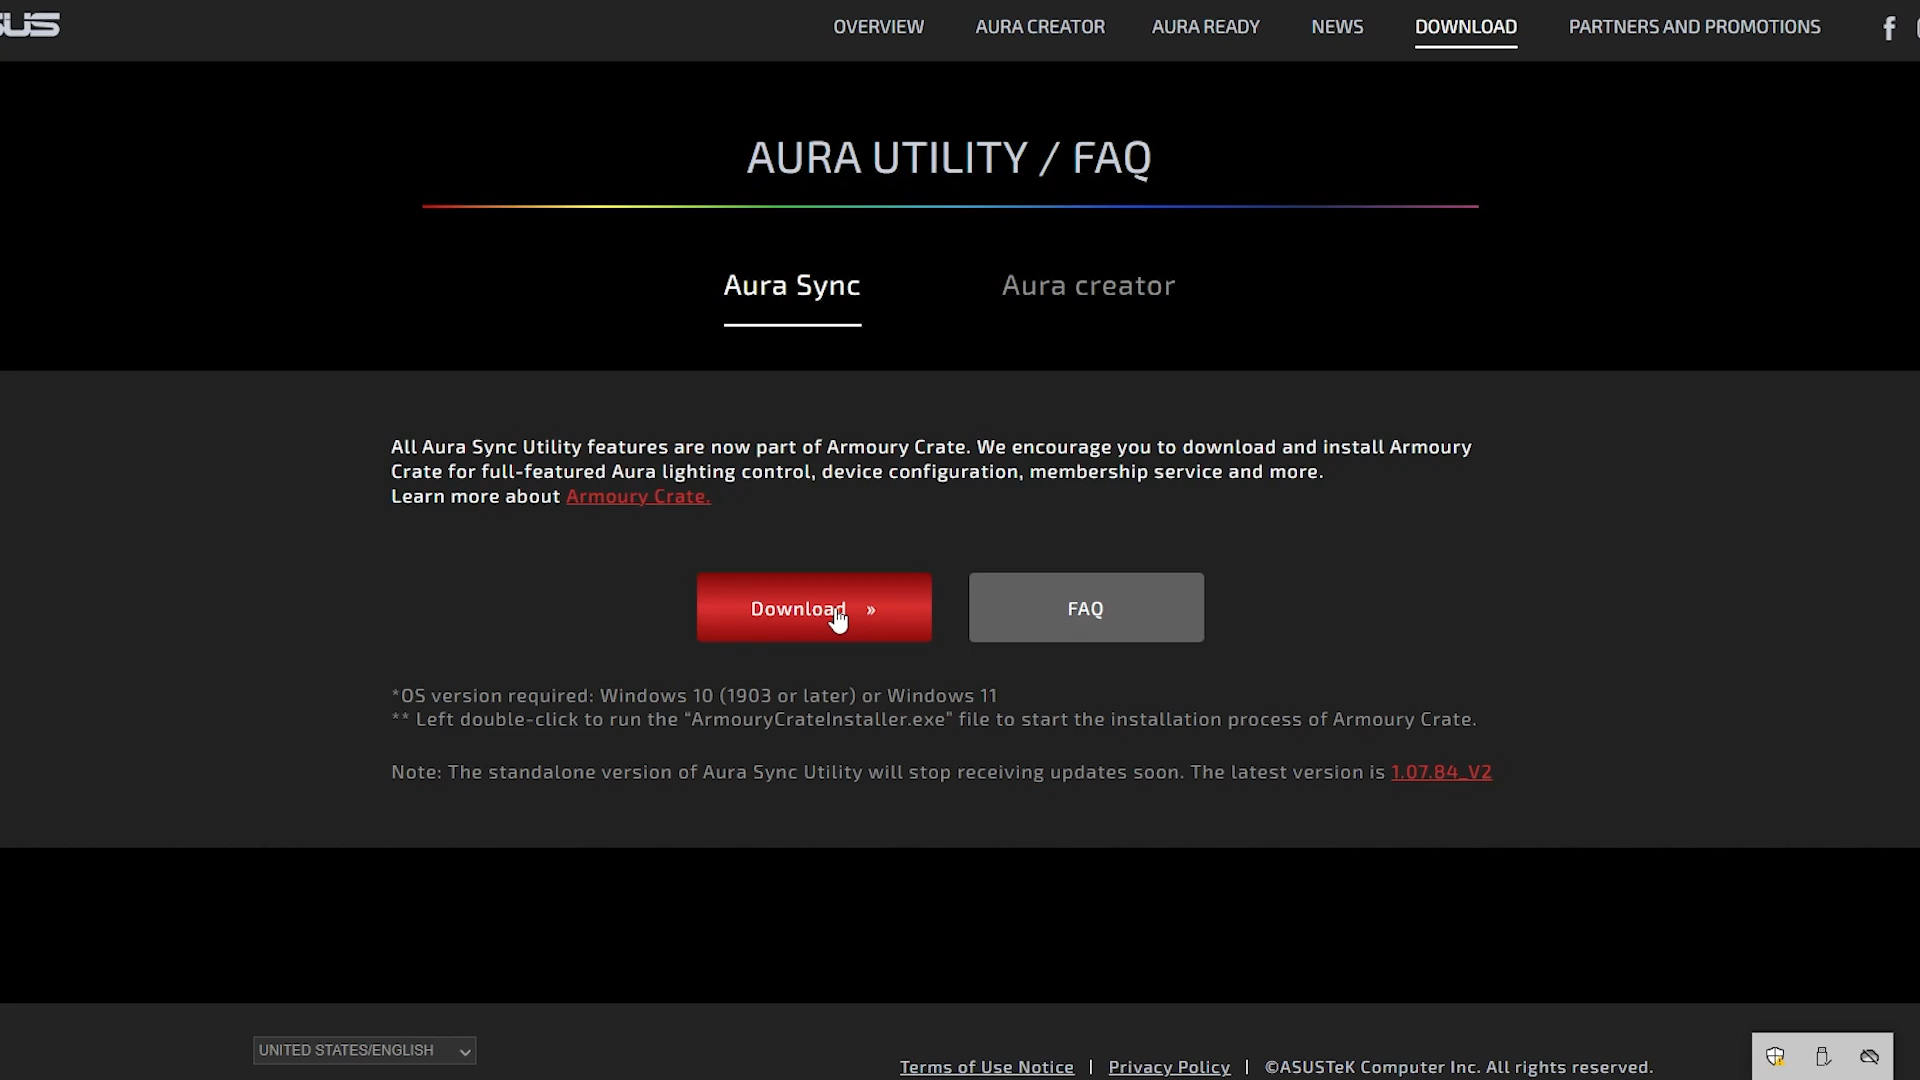 OVERVIEW AURA CREATOR AURA READY NEWS DOWNLOAD PARTNERS AND PROMOTIONS
AURA UTILITY / FAQ
Aura Sync Aura creator
All Aura Sync Utility features are now part of Armoury Crate. We encourage you to download and install Armoury
Crate for full-featured Aura lighting control, device configuration, membership service and more.
Learn more about Armoury Crate.
Download » FAQ
*OS version required: Windows 10 (1903 or later) or Windows 11
** Left double-click to run the “ArmouryCrateInstaller.exe” file to start the installation process of Armoury Crate.
Note: The standalone version of Aura Sync Utility will stop receiving updates soon. The latest version is 1.07.84_V2
UNITED STATES/ENGLISH
Terms of Use Notice | Privacy Policy | ©ASUSTeK Computer Inc. All rights reserved.